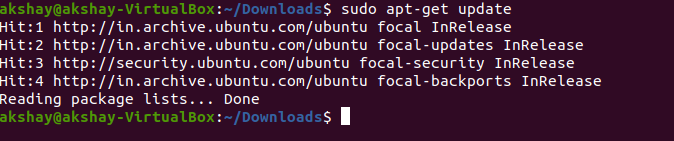 akshay@akshay-VirtualBox:~/Downloads$ sudo apt-get update
Hit:1 http://in.archive.ubuntu.com/ubuntu focal InRelease
Hit:2 http://in.archive.ubuntu.com/ubuntu focal-updates InRelease
Hit:3 http://security.ubuntu.com/ubuntu focal-security InRelease
Hit:4 http://in.archive.ubuntu.com/ubuntu focal-backports InRelease
Reading package lists... Done
akshay@akshay-VirtualBox:~/Downloads$